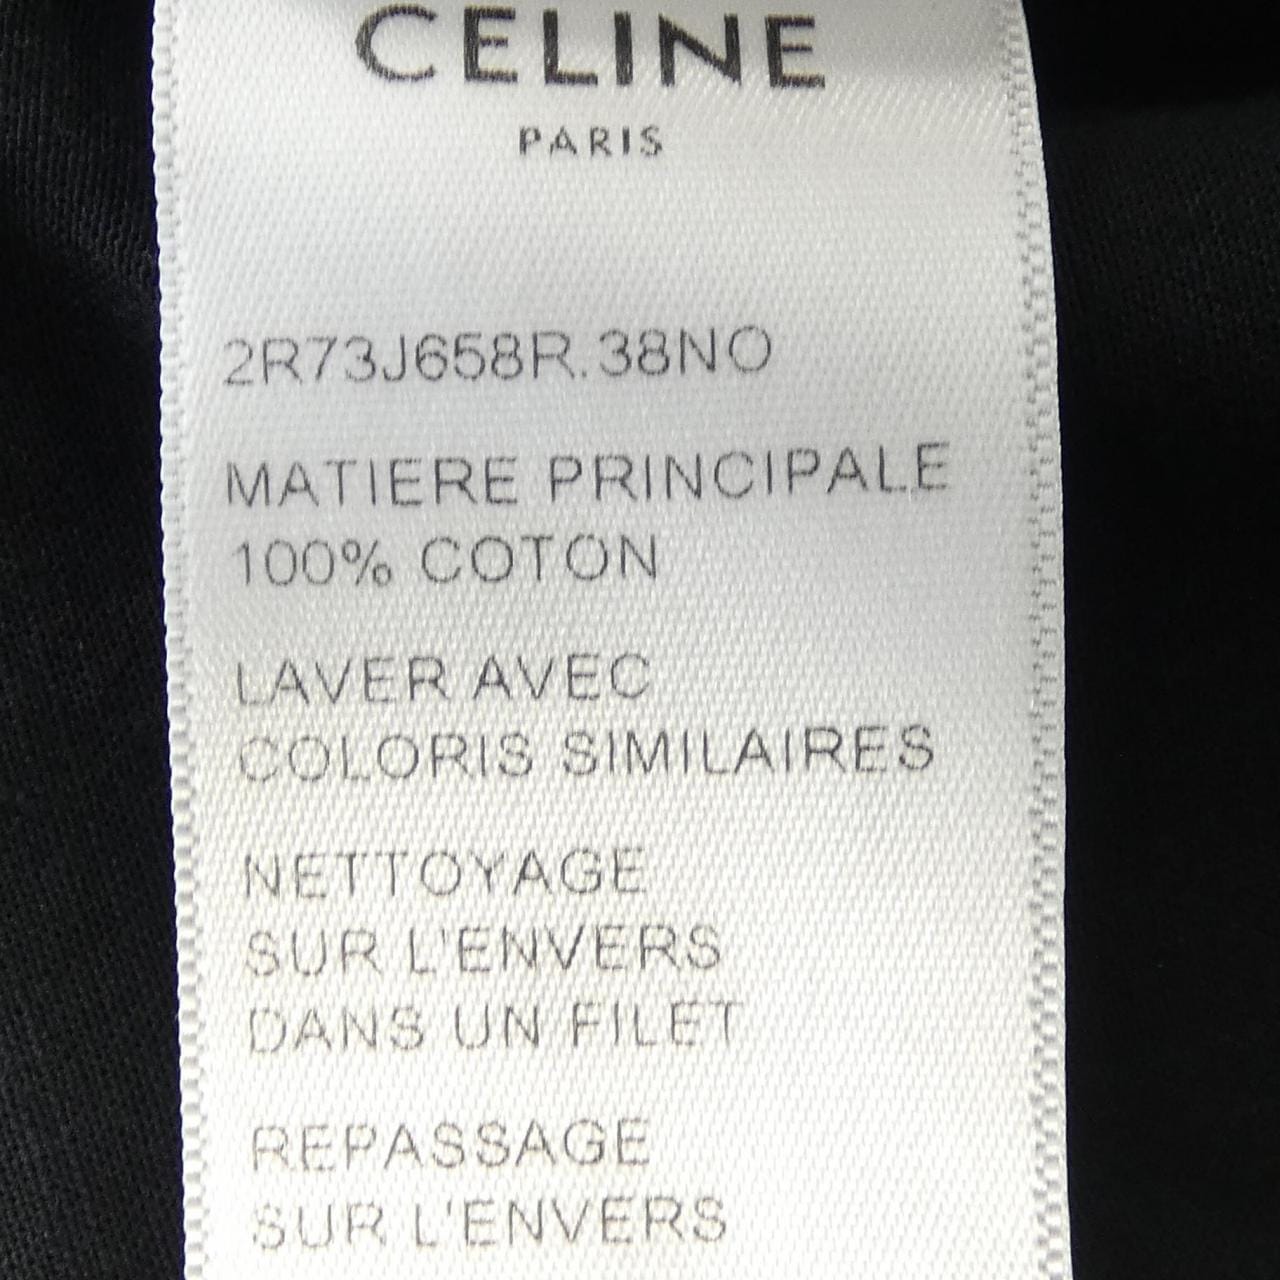 CELINE
PARIS
2R73J658R.38NO
MATIERE PRINCIPALE
100% COTON
LAVER AVEC
COLORIS SIMILAIRES
NETTOYAGE
SUR L'ENVERS
DANS UN FILET
REPASSAGE
SUR L'ENVERS